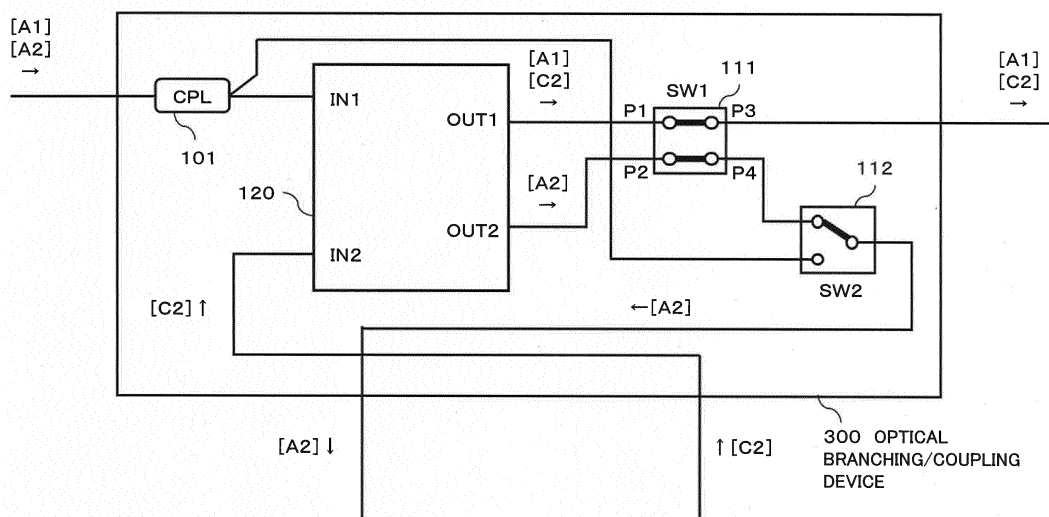 [A1]
[A2]
→
CPL
101
120
IN1
OUT1
OUT2
IN2
[A1]
[C2]
→
[A2]
→
SW1
111
P1
P3
P2
P4
112
SW2
[A1]
[C2]
→
[C2]↑
←[A2]
[A2]↓
↑[C2]
300 OPTICAL
BRANCHING/COUPLING
DEVICE